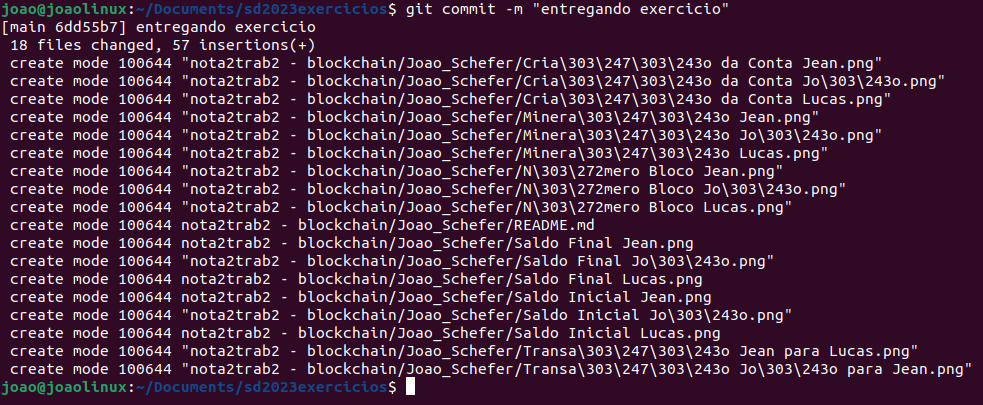 joao@joaolinux:~/Documents/sd2023exercicios$ git commit -m "entregando exercicio"
[main 6dd55b7] entregando exercicio
 18 files changed, 57 insertions(+)
 create mode 100644 "nota2trab2 - blockchain/Joao_Schefer/Cria\303\247\303\243o da Conta Jean.png"
 create mode 100644 "nota2trab2 - blockchain/Joao_Schefer/Cria\303\247\303\243o da Conta Jo\303\243o.png"
 create mode 100644 "nota2trab2 - blockchain/Joao_Schefer/Cria\303\247\303\243o da Conta Lucas.png"
 create mode 100644 "nota2trab2 - blockchain/Joao_Schefer/Minera\303\247\303\243o Jean.png"
 create mode 100644 "nota2trab2 - blockchain/Joao_Schefer/Minera\303\247\303\243o Jo\303\243o.png"
 create mode 100644 "nota2trab2 - blockchain/Joao_Schefer/Minera\303\247\303\243o Lucas.png"
 create mode 100644 "nota2trab2 - blockchain/Joao_Schefer/N\303\272mero Bloco Jean.png"
 create mode 100644 "nota2trab2 - blockchain/Joao_Schefer/N\303\272mero Bloco Jo\303\243o.png"
 create mode 100644 "nota2trab2 - blockchain/Joao_Schefer/N\303\272mero Bloco Lucas.png"
 create mode 100644 nota2trab2 - blockchain/Joao_Schefer/README.md
 create mode 100644 nota2trab2 - blockchain/Joao_Schefer/Saldo Final Jean.png
 create mode 100644 "nota2trab2 - blockchain/Joao_Schefer/Saldo Final Jo\303\243o.png"
 create mode 100644 nota2trab2 - blockchain/Joao_Schefer/Saldo Final Lucas.png
 create mode 100644 nota2trab2 - blockchain/Joao_Schefer/Saldo Inicial Jean.png
 create mode 100644 "nota2trab2 - blockchain/Joao_Schefer/Saldo Inicial Jo\303\243o.png"
 create mode 100644 nota2trab2 - blockchain/Joao_Schefer/Saldo Inicial Lucas.png
 create mode 100644 "nota2trab2 - blockchain/Joao_Schefer/Transa\303\247\303\243o Jean para Lucas.png"
 create mode 100644 "nota2trab2 - blockchain/Joao_Schefer/Transa\303\247\303\243o Jo\303\243o para Jean.png"
joao@joaolinux:~/Documents/sd2023exercicios$